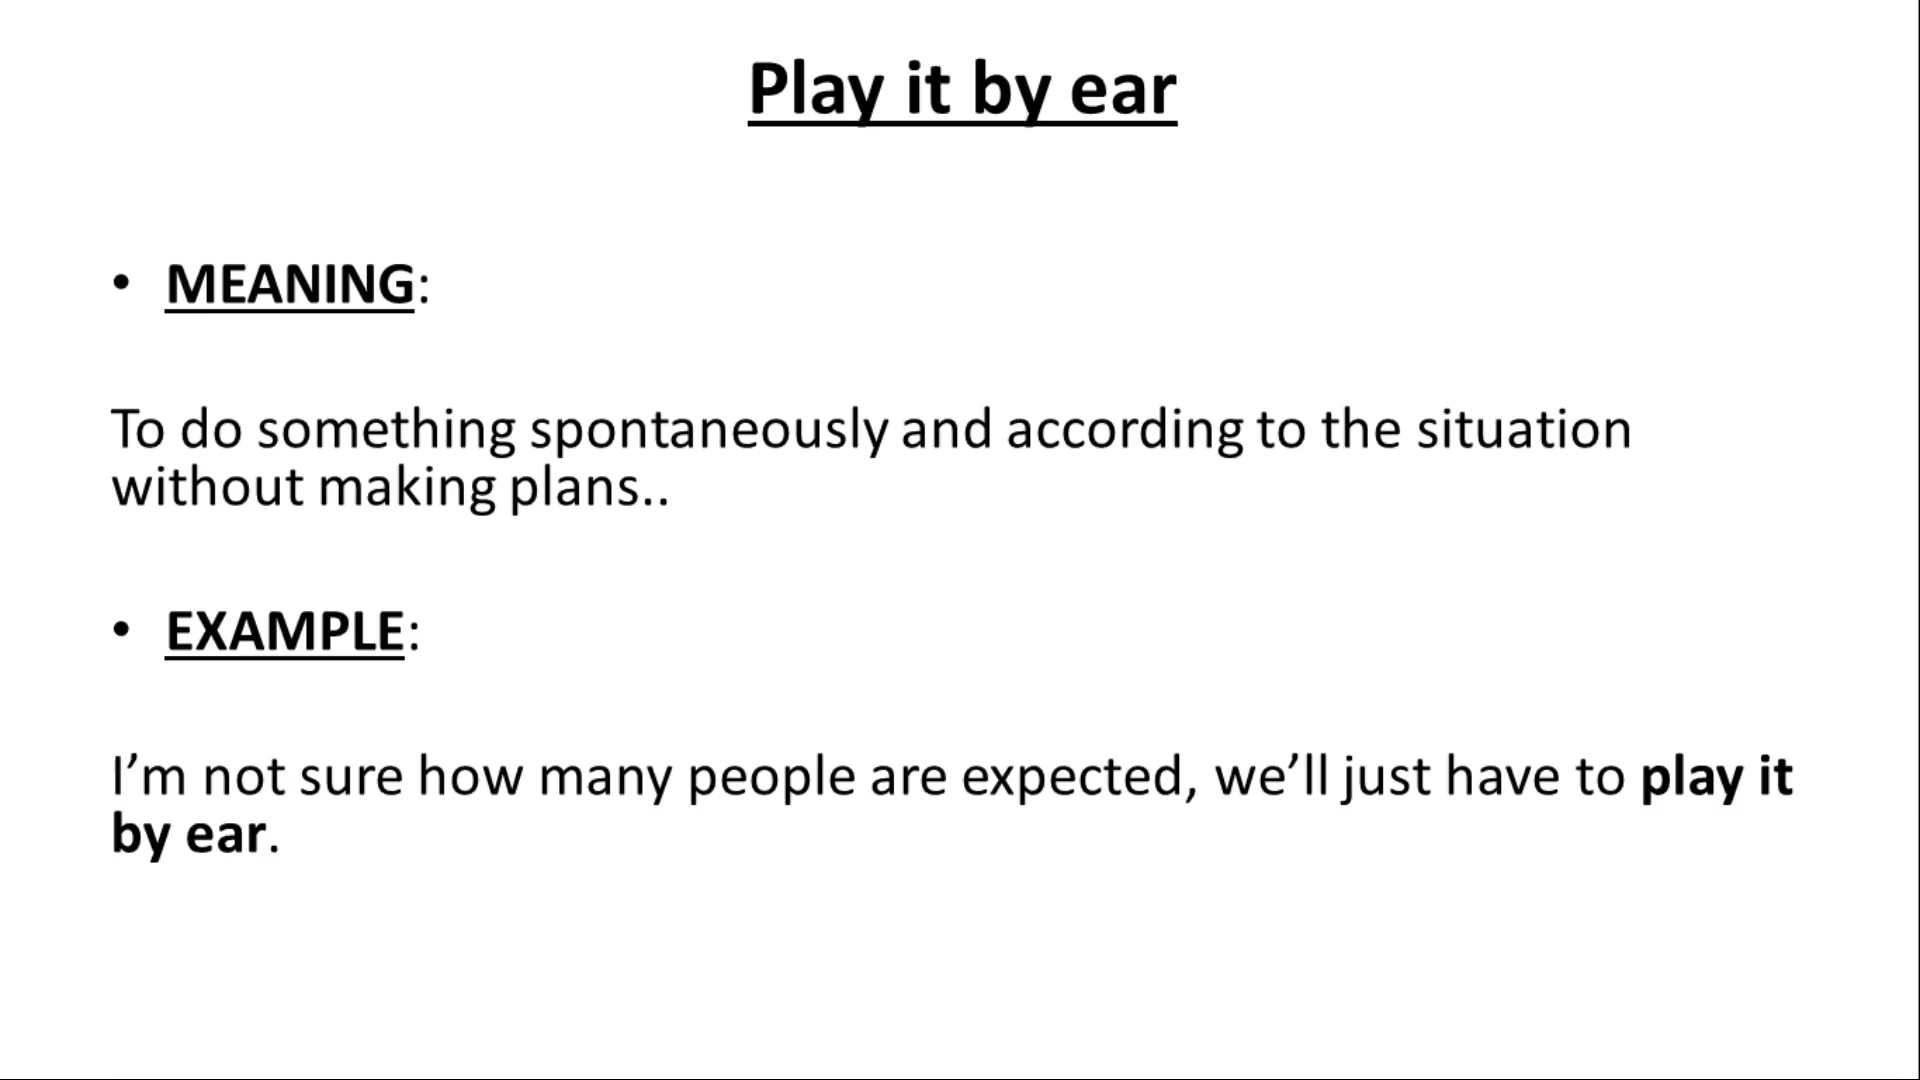 Play it by ear
• MEANING:
To do something spontaneously and according to the situation
without making plans..
• EXAMPLE:
I’m not sure how many people are expected, we’ll just have to play it
by ear.